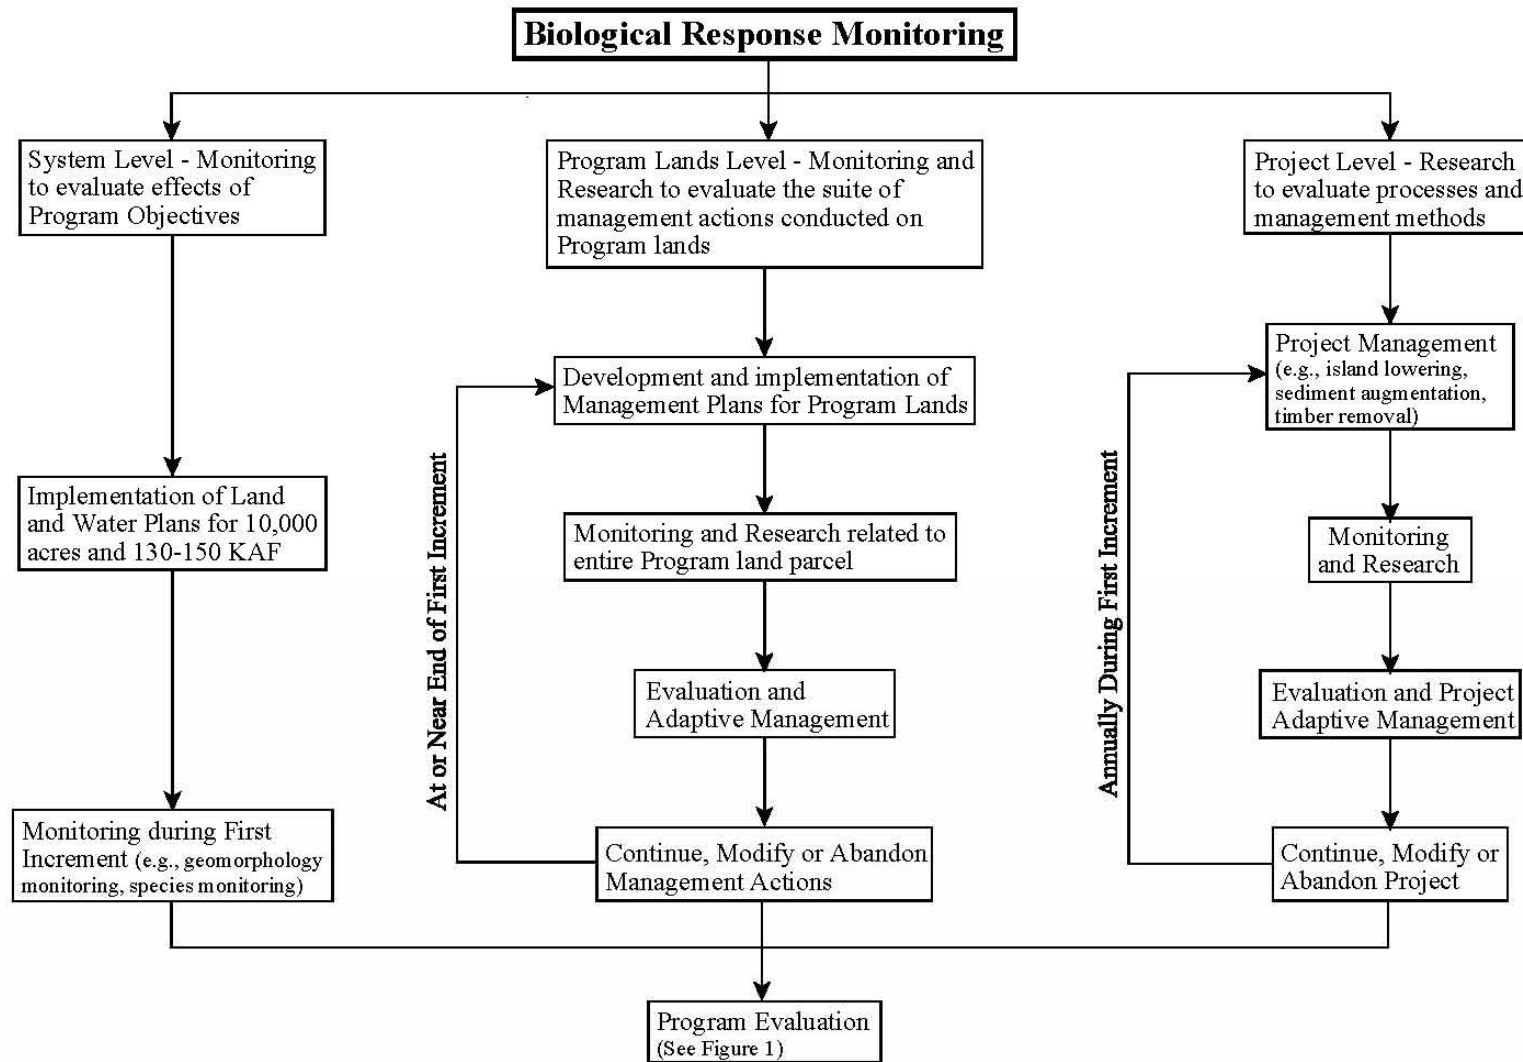 Biological Response Monitoring
System Level - Monitoring
to evaluate effects of
Program Objectives
Program Lands Level - Monitoring and
Research to evaluate the suite of
management actions conducted on
Program lands
Project Level - Research
to evaluate processes and
management methods
Implementation of Land
and Water Plans for 10,000
acres and 130-150 KAF
Monitoring during First
Increment (e.g., geomorphology
monitoring, species monitoring)
At or Near End of First Increment
Development and implementation of
Management Plans for Program Lands
Monitoring and Research related to
entire Program land parcel
Evaluation and
Adaptive Management
Continue, Modify or Abandon
Management Actions
Annually During First Increment
Project Management
(e.g., island lowering,
sediment augmentation,
timber removal)
Monitoring
and Research
Evaluation and Project
Adaptive Management
Continue, Modify or
Abandon Project
Program Evaluation
(See Figure 1)